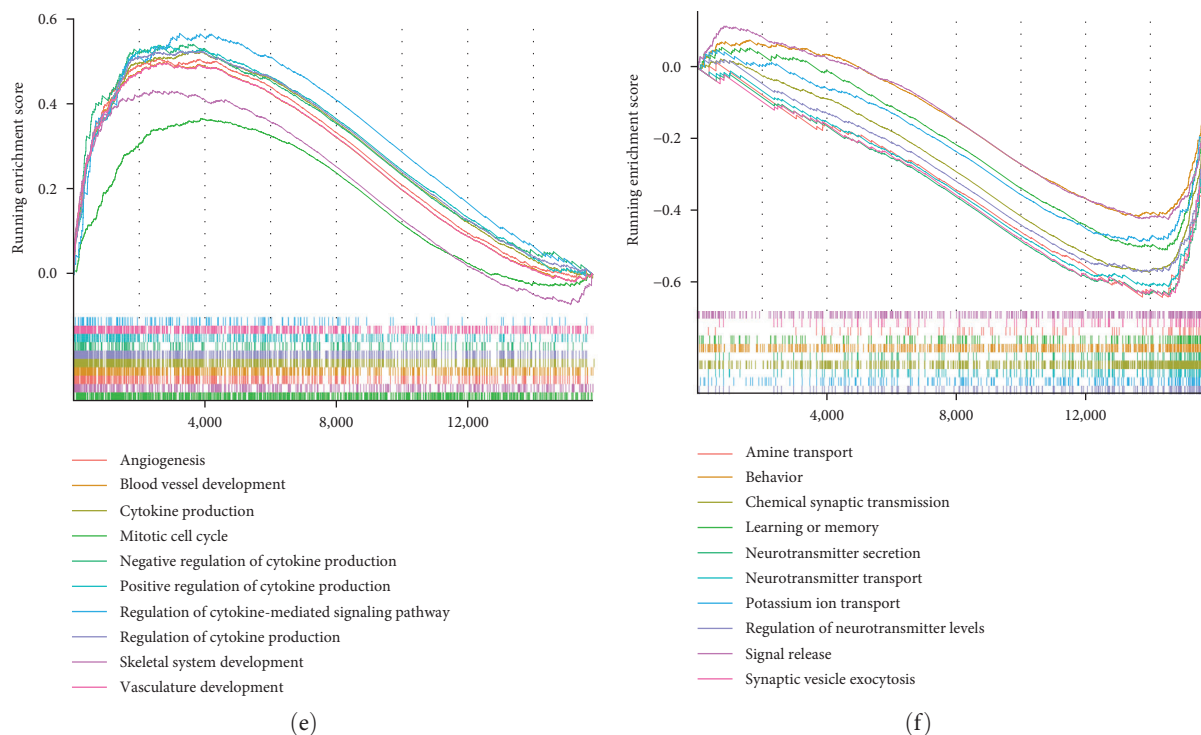 Running enrichment score
0.6
0.4
0.2
0.0
4,000
8,000
12,000
Angiogenesis
Blood vessel development
Cytokine production
Mitotic cell cycle
Negative regulation of cytokine production
Positive regulation of cytokine production
Regulation of cytokine-mediated signaling pathway
Regulation of cytokine production
Skeletal system development
Vasculature development
(e)
Running enrichment score
0.0
−0.2
−0.4
−0.6
4,000
8,000
12,000
Amine transport
Behavior
Chemical synaptic transmission
Learning or memory
Neurotransmitter secretion
Neurotransmitter transport
Potassium ion transport
Regulation of neurotransmitter levels
Signal release
Synaptic vesicle exocytosis
(f)